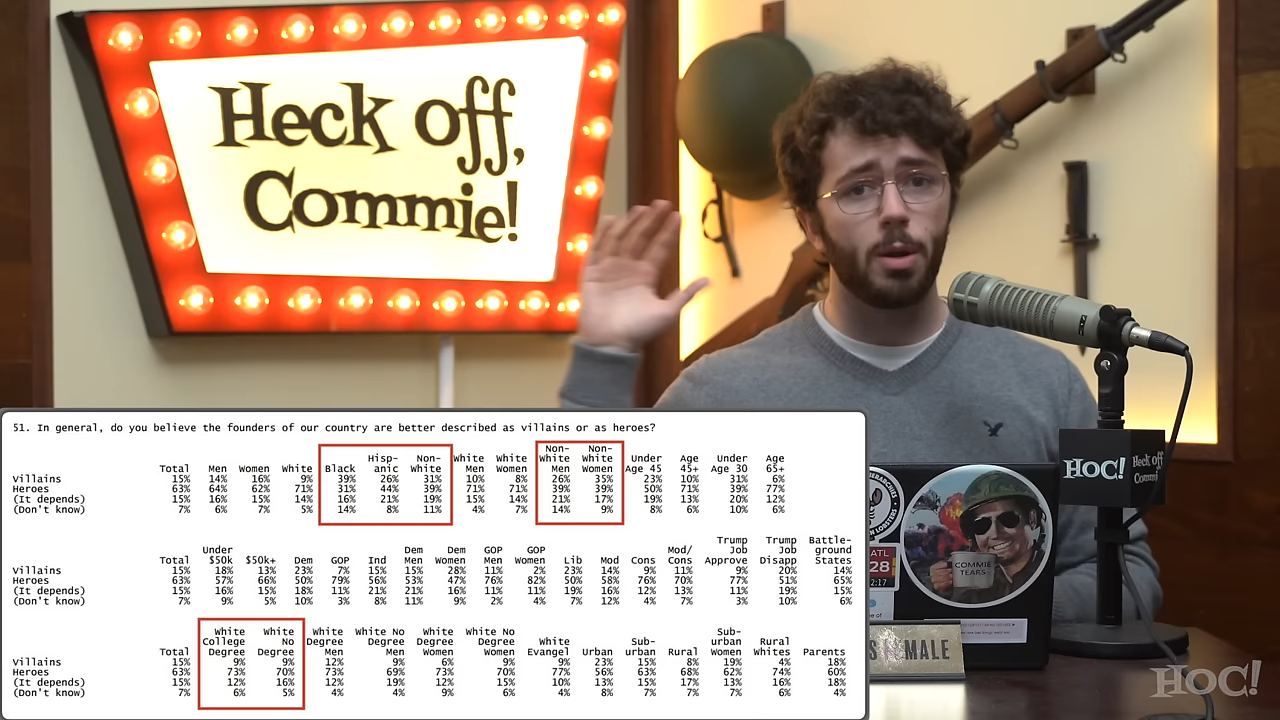 Heck off,
Commie!
51. In general, do you believe the founders of our country are better described as villains or as heroes?
Hisp- Non- White White Non- Non- Under Age Under Age
White White
Total Men Women White Black anic White Men Women Men Women Age 45 45+ Age 30 65+
Villains 15% 14% 16% 9% 39% 26% 31% 10% 8% 26% 35% 23% 10% 31% 6%
Heroes 63% 64% 62% 71% 31% 44% 39% 71% 71% 39% 39% 50% 71% 39% 77%
(It depends) 15% 16% 15% 14% 16% 21% 19% 15% 14% 21% 17% 19% 13% 20% 12%
(Don't know) 7% 6% 7% 5% 14% 8% 11% 4% 7% 14% 9% 8% 6% 10% 6%
Trump Trump Battle-
Under Dem Dem GOP GOP Mod/ Job Job ground
Total $50k $50k+ Dem GOP Ind Men Women Men Women Lib Mod Cons Cons Approve Disapp States
Villains 15% 18% 13% 23% 7% 15% 15% 28% 11% 2% 23% 14% 9% 11% 9% 20% 14%
Heroes 63% 57% 66% 50% 79% 56% 53% 47% 76% 82% 50% 58% 76% 70% 77% 51% 65%
(It depends) 15% 16% 15% 18% 11% 21% 21% 16% 11% 11% 19% 16% 12% 13% 11% 19% 15%
(Don't know) 7% 9% 5% 10% 3% 8% 11% 9% 2% 4% 7% 12% 4% 7% 3% 10% 6%
White White White White No White White No Sub-
College No Degree Degree Degree Degree White Sub- urban Rural
Total Degree Degree Men Men Women Women Evangel Urban urban Rural Women Whites Parents
Villains 15% 9% 9% 12% 9% 6% 9% 9% 23% 15% 8% 19% 4% 18%
Heroes 63% 73% 70% 73% 69% 73% 70% 77% 56% 63% 68% 62% 74% 60%
(It depends) 15% 12% 16% 12% 19% 12% 15% 10% 13% 15% 17% 13% 16% 18%
(Don't know) 7% 6% 5% 4% 4% 9% 6% 4% 8% 7% 7% 7% 6% 4%
HOC!
Heck off
Commie
COMMIE
TEARS
ATL
28
2:17
MALE
HOC!